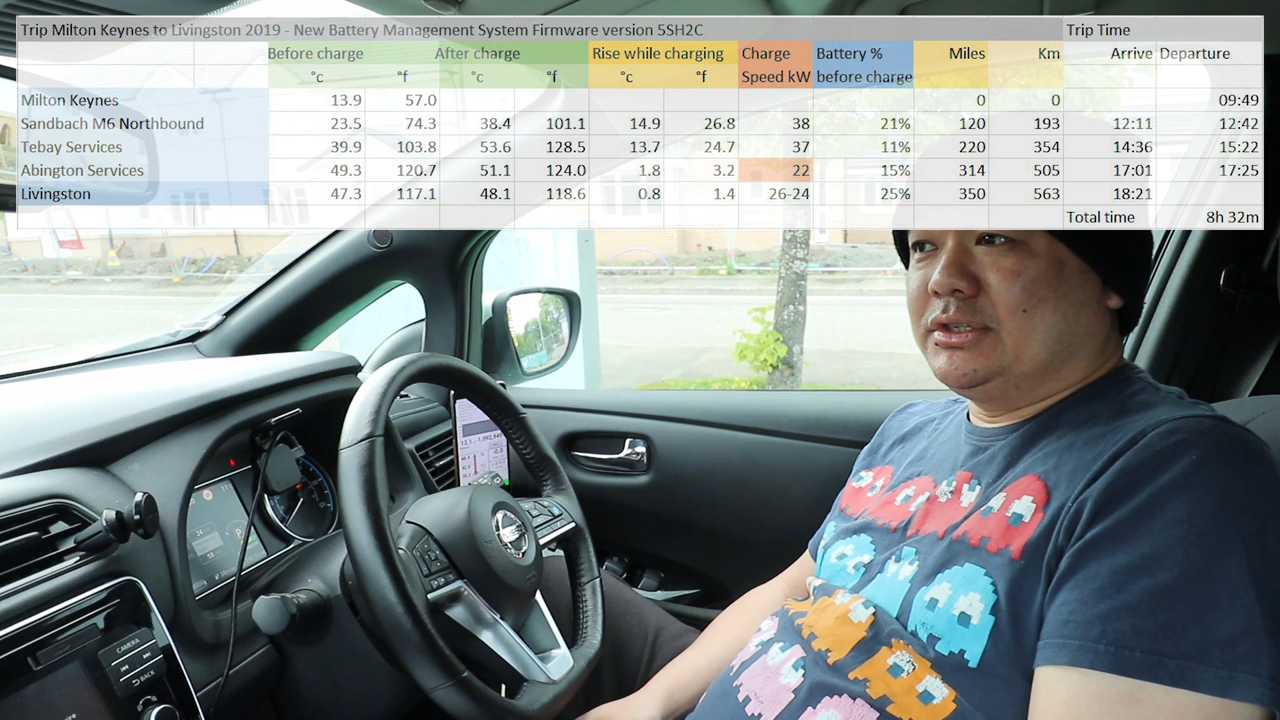 Trip Milton Keynes to Livingston 2019 - New Battery Management System Firmware version 5SH2C Trip Time
Before charge After charge Rise while charging Charge Battery % Miles Km Arrive Departure
°c °f °c °f °c °f Speed kW before charge
Milton Keynes 13.9 57.0 0 0 09:49
Sandbach M6 Northbound 23.5 74.3 38.4 101.1 14.9 26.8 38 21% 120 193 12:11 12:42
Tebay Services 39.9 103.8 53.6 128.5 13.7 24.7 37 11% 220 354 14:36 15:22
Abington Services 49.3 120.7 51.1 124.0 1.8 3.2 22 15% 314 505 17:01 17:25
Livingston 47.3 117.1 48.1 118.6 0.8 1.4 26-24 25% 350 563 18:21
Total time 8h 32m
CAMERA
BACK